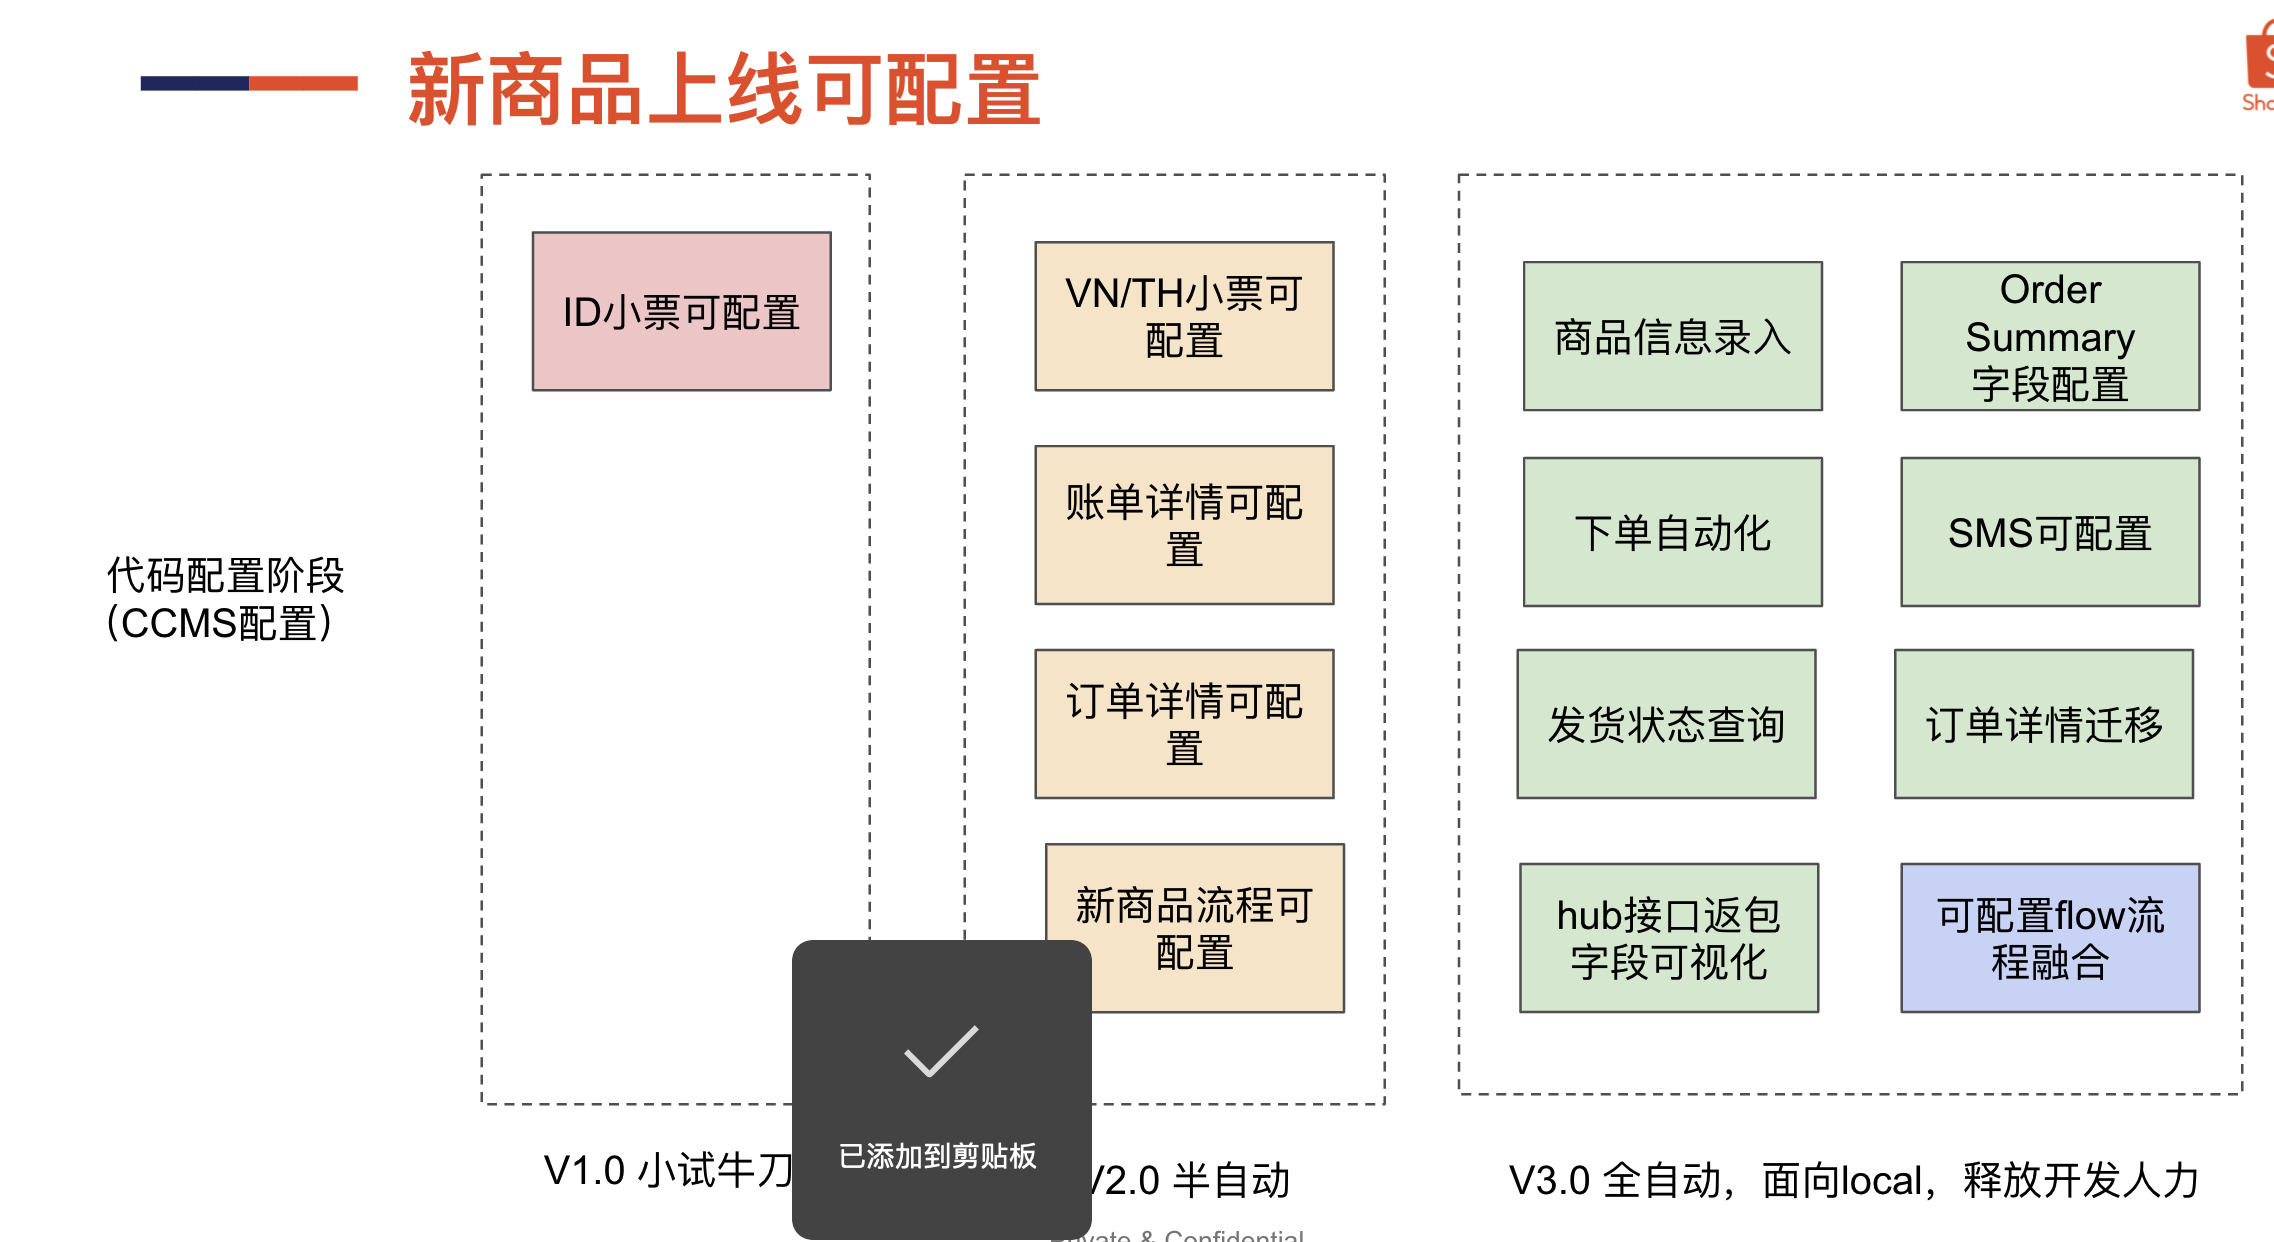 新商品上线可配置
ID小票可配置
VN/TH小票可
配置
账单详情可配
置
订单详情可配
置
新商品流程可
配置
商品信息录入
Order
Summary
字段配置
下单自动化
SMS可配置
发货状态查询
订单详情迁移
hub接口返包
字段可视化
可配置flow流
程融合
代码配置阶段
（CCMS配置）
V1.0 小试牛刀
V2.0 半自动
V3.0 全自动，面向local，释放开发人力
已添加到剪贴板
Private & Confidential